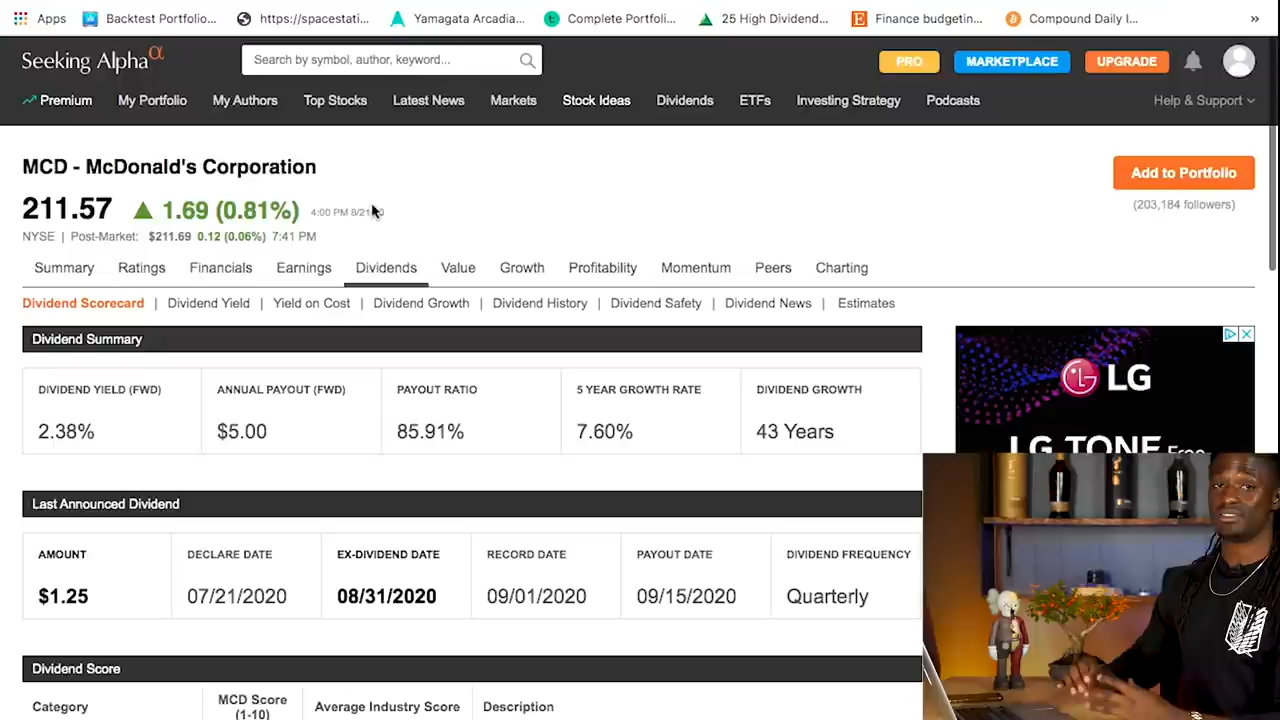 Apps Backtest Portfolio... https://spacestati... Yamagata Arcadia... Complete Portfoli... 25 High Dividend... Finance budgetin... Compound Daily I... »
Seeking Alpha α Search by symbol, author, keyword... PRO MARKETPLACE UPGRADE
Premium My Portfolio My Authors Top Stocks Latest News Markets Stock Ideas Dividends ETFs Investing Strategy Podcasts Help & Support
MCD - McDonald's Corporation
Add to Portfolio
211.57 1.69 (0.81%) 4:00 PM
(203,184 followers)
NYSE | Post-Market: $211.69 0.12 (0.06%) 7:41 PM
Summary Ratings Financials Earnings Dividends Value Growth Profitability Momentum Peers Charting
Dividend Scorecard | Dividend Yield | Yield on Cost | Dividend Growth | Dividend History | Dividend Safety | Dividend News | Estimates
Dividend Summary
DIVIDEND YIELD (FWD) ANNUAL PAYOUT (FWD) PAYOUT RATIO 5 YEAR GROWTH RATE DIVIDEND GROWTH
2.38% $5.00 85.91% 7.60% 43 Years
LG LG
LG TONE Free
Last Announced Dividend
AMOUNT DECLARE DATE EX-DIVIDEND DATE RECORD DATE PAYOUT DATE DIVIDEND FREQUENCY
$1.25 07/21/2020 08/31/2020 09/01/2020 09/15/2020 Quarterly
Dividend Score
Category MCD Score Average Industry Score Description
(1-10)